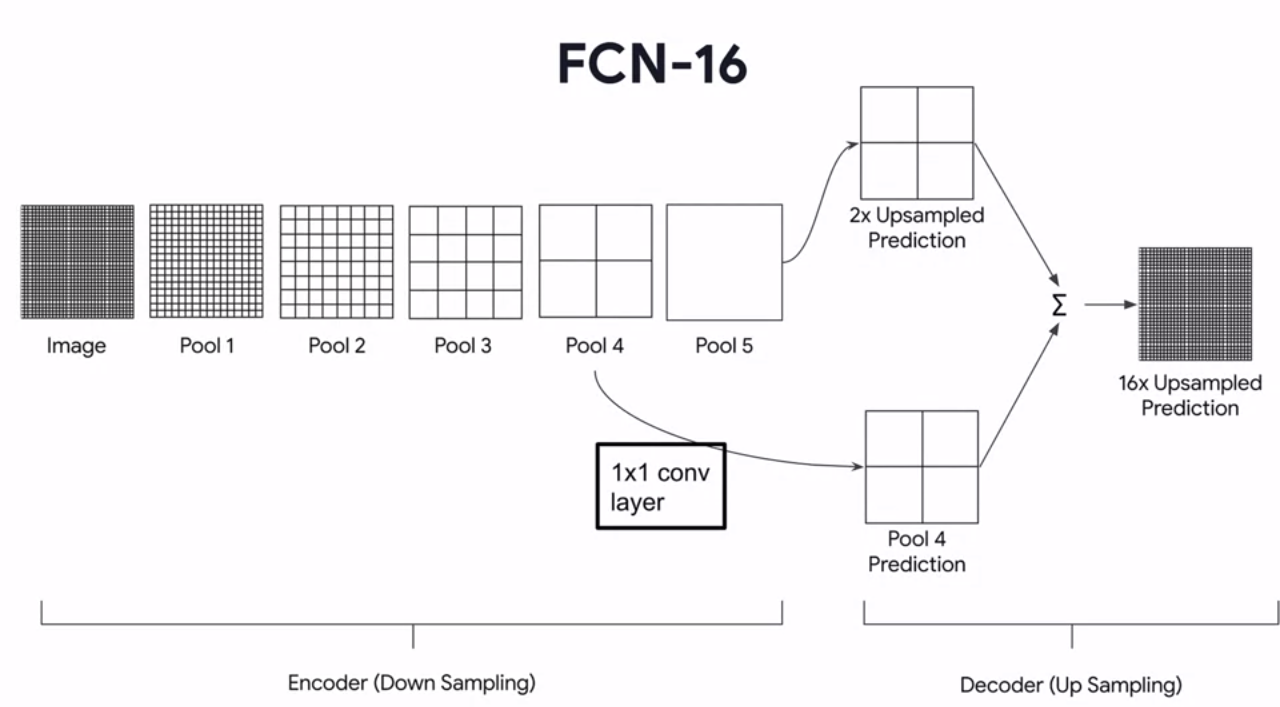 FCN-16
2x Upsampled
Prediction
Image
Pool 1
Pool 2
Pool 3
Pool 4
Pool 5
Σ
16x Upsampled
Prediction
1x1 conv
layer
Pool 4
Prediction
Encoder (Down Sampling)
Decoder (Up Sampling)